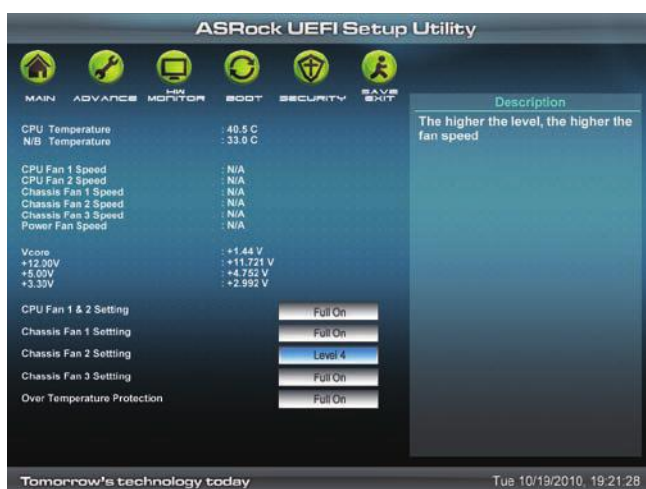 ASRock UEFI Setup Utility
MAIN ADVANCE HW MONITOR BOOT SECURITY SAVE EXIT
Description
The higher the level, the higher the
fan speed
CPU Temperature : 40.5 C
N/B Temperature : 33.0 C
CPU Fan 1 Speed : N/A
CPU Fan 2 Speed : N/A
Chassis Fan 1 Speed : N/A
Chassis Fan 2 Speed : N/A
Chassis Fan 3 Speed : N/A
Power Fan Speed : N/A
Vcore : +1.44 V
+12.00V : +11.721 V
+5.00V : +4.752 V
+3.30V : +2.992 V
CPU Fan 1 & 2 Setting Full On
Chassis Fan 1 Settting Full On
Chassis Fan 2 Settting Level 4
Chassis Fan 3 Settting Full On
Over Temperature Protection Full On
Tomorrow's technology today
Tue 10/19/2010, 19:21:28